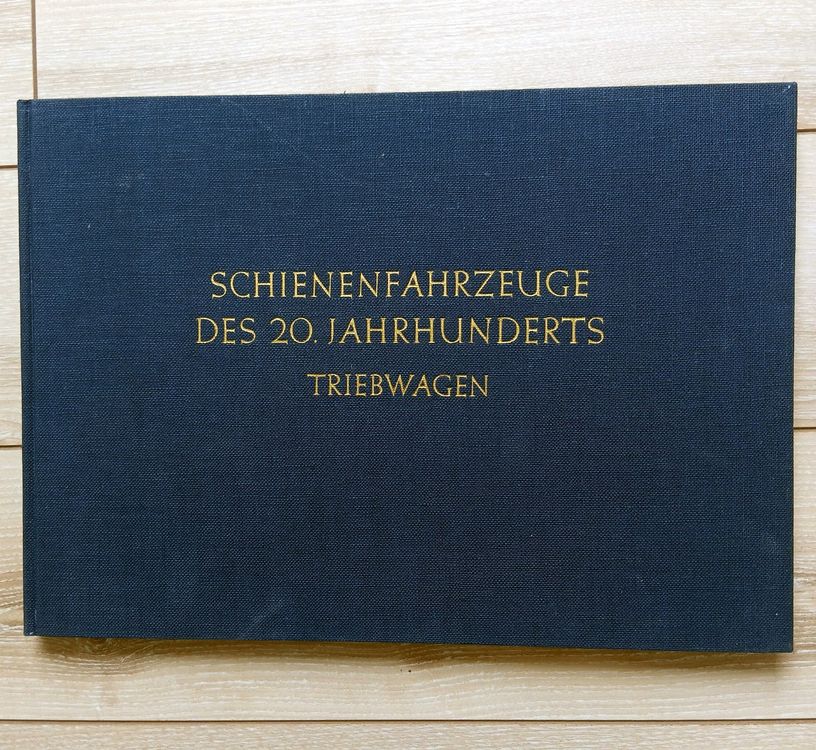 SCHIENENFAHRZEUGE
DES 20. JAHRHUNDERTS
TRIEBWAGEN